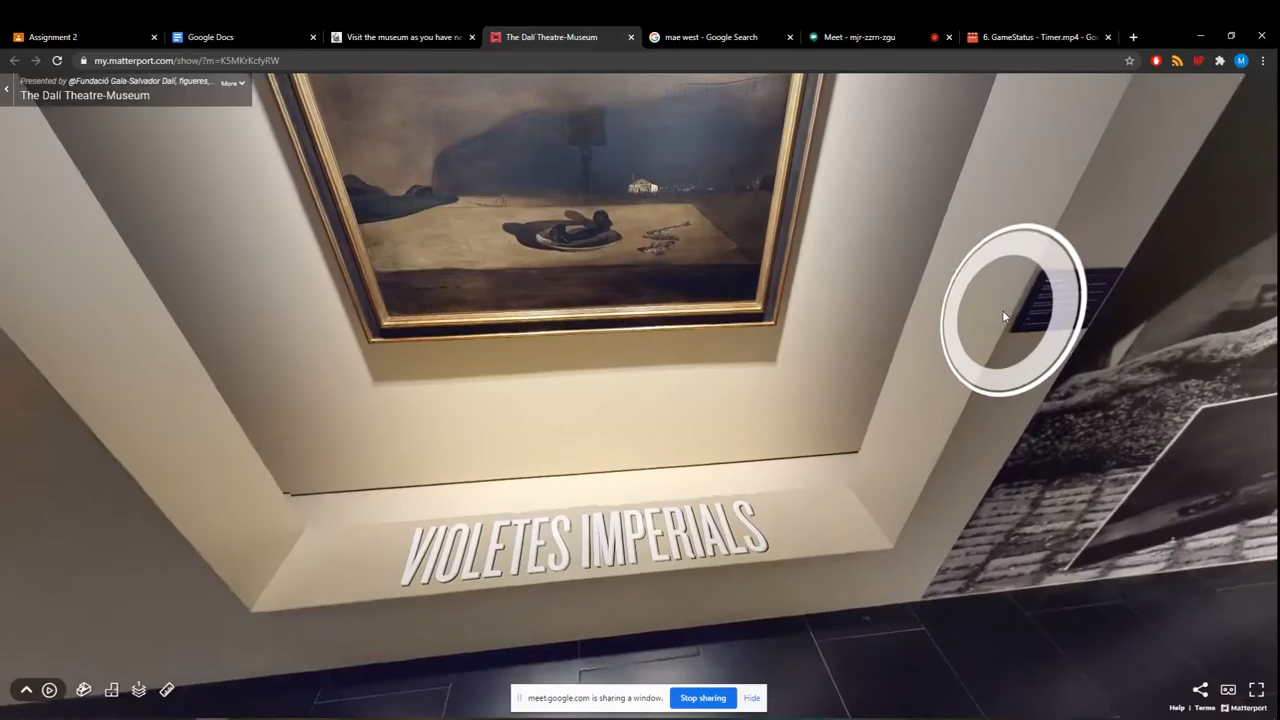 Assignment 2
Google Docs
Visit the museum as you have ne
The Dalí Theatre-Museum
mae west - Google Search
Meet - mjr-zzrn-zgu
6. GameStatus - Timer.mp4 - Go
my.matterport.com/show/?m=K5MKrKcfyRW
M
Presented by @Fundació Gala-Salvador Dalí, figueres,...
More
The Dalí Theatre-Museum
VIOLETES IMPERIALS
meet.google.com is sharing a window.
Stop sharing
Hide
Help
Terms
Matterport